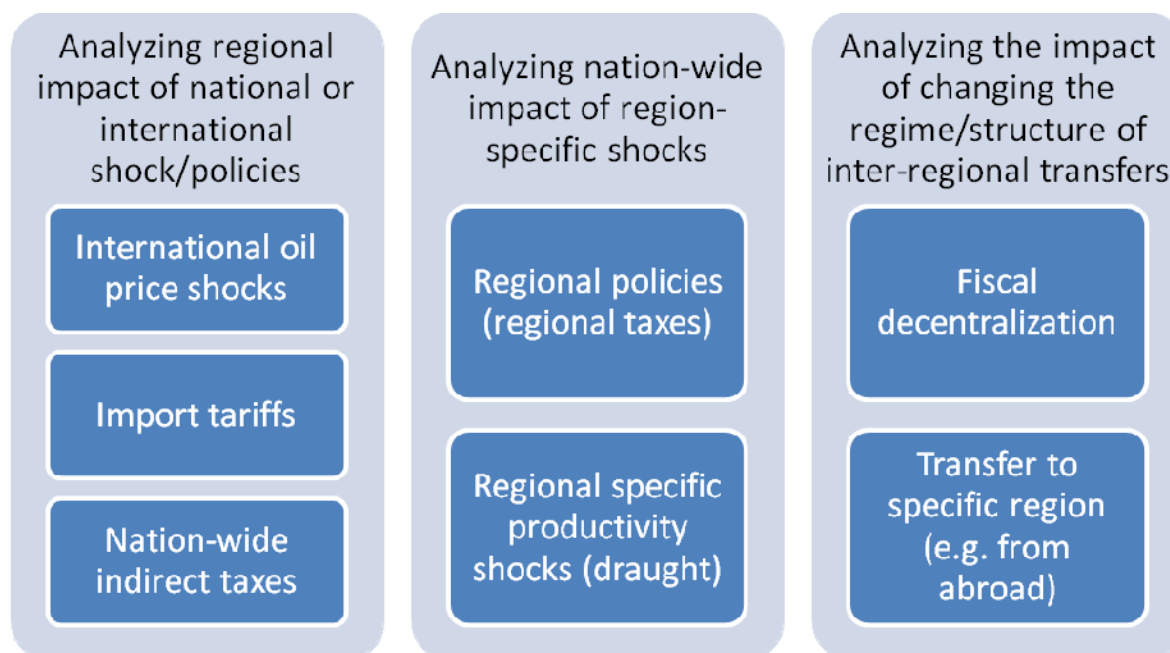 Analyzing regional
impact of national or
international
shock/policies
International oil
price shocks
Import tariffs
Nation-wide
indirect taxes
Analyzing nation-wide
impact of region-
specific shocks
Regional policies
(regional taxes)
Regional specific
productivity
shocks (draught)
Analyzing the impact
of changing the
regime/structure of
inter-regional transfers
Fiscal
decentralization
Transfer to
specific region
(e.g. from
abroad)